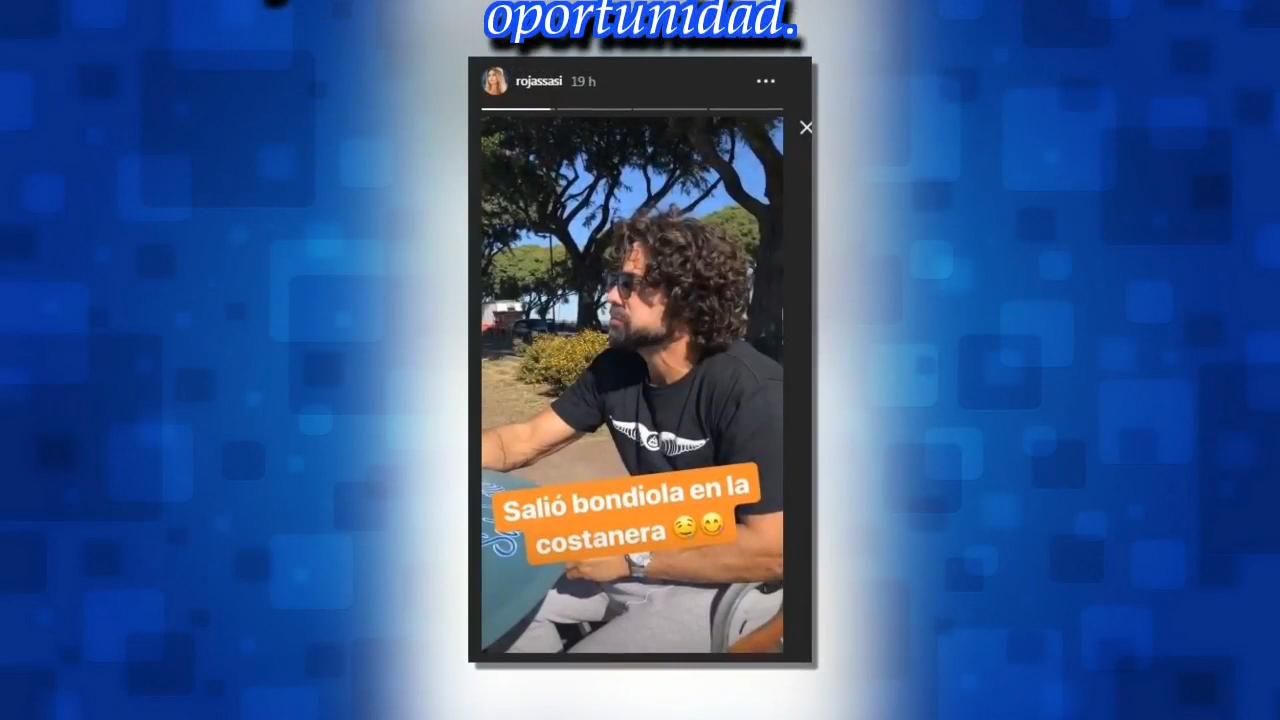 oportunidad.
rojassasi 19 h
Salió bondiola en la
costanera 🤤😋